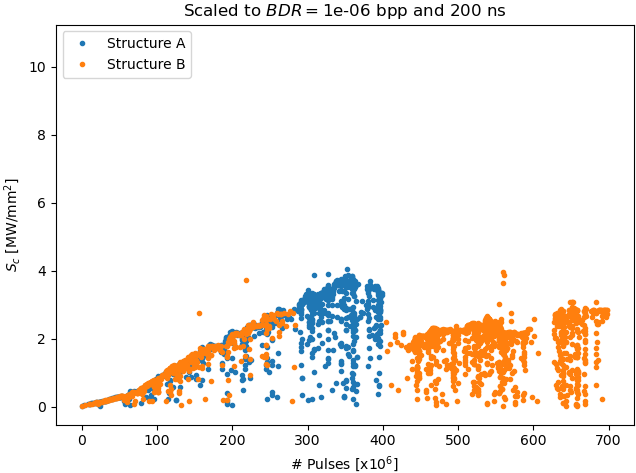 Scaled to BDR = 1e-06 bpp and 200 ns
Structure A
Structure B
10
8
6
4
2
0
S_c [MW/mm²]
0 100 200 300 400 500 600 700
# Pulses [x10⁶]